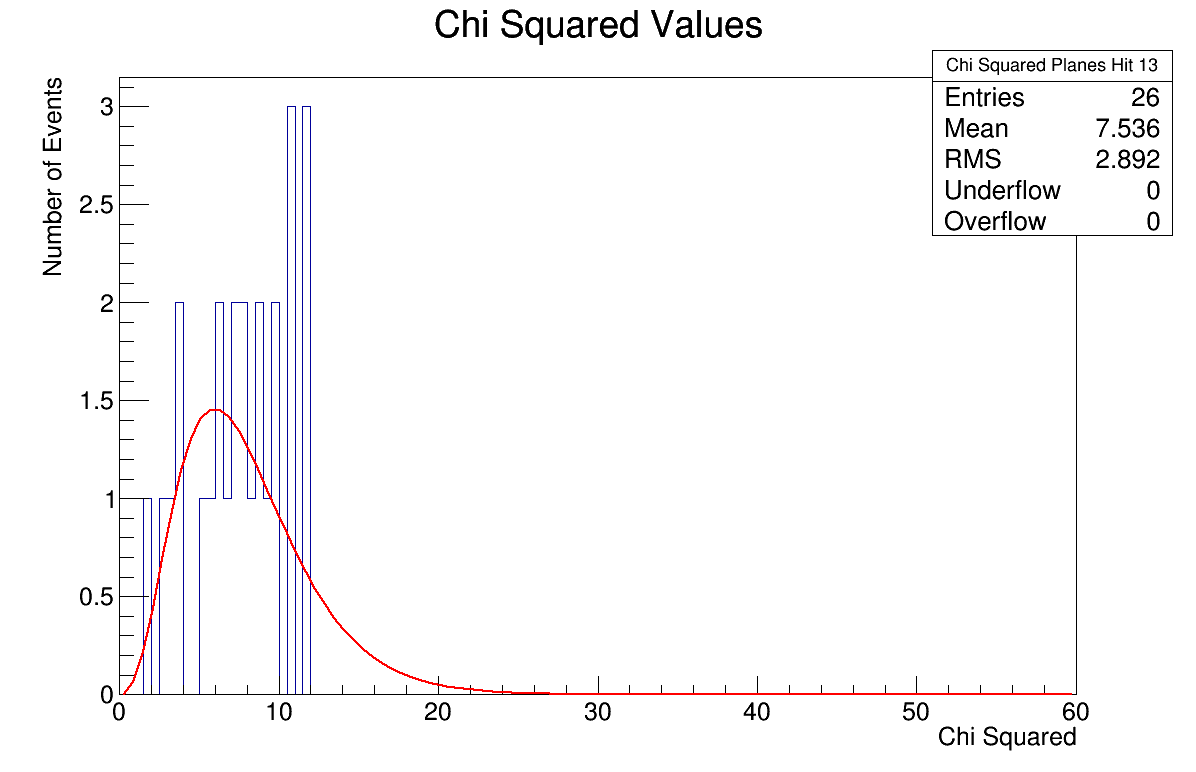 Chi Squared Values
Chi Squared Planes Hit 13
Entries 26
Mean 7.536
RMS 2.892
Underflow 0
Overflow 0
Number of Events
3
2.5
2
1.5
1
0.5
0
0 10 20 30 40 50 60
Chi Squared